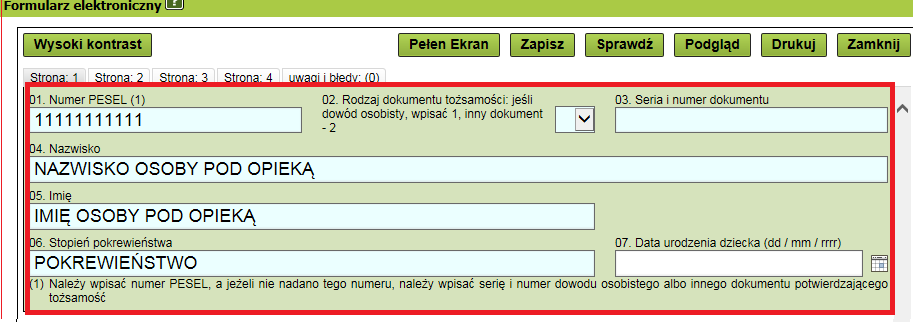 Formularz elektroniczny ?
Wysoki kontrast Pełen Ekran Zapisz Sprawdź Podgląd Drukuj Zamknij
Strona: 1 Strona: 2 Strona: 3 Strona: 4 uwagi i błędy: (0)
01. Numer PESEL (1)
11111111111
02. Rodzaj dokumentu tożsamości: jeśli
dowód osobisty, wpisać 1, inny dokument
- 2
03. Seria i numer dokumentu
04. Nazwisko
NAZWISKO OSOBY POD OPIEKĄ
05. Imię
IMIĘ OSOBY POD OPIEKĄ
06. Stopień pokrewieństwa
POKREWIEŃSTWO
07. Data urodzenia dziecka (dd / mm / rrrr)
(1) Należy wpisać numer PESEL, a jeżeli nie nadano tego numeru, należy wpisać serię i numer dowodu osobistego albo innego dokumentu potwierdzającego
tożsamość